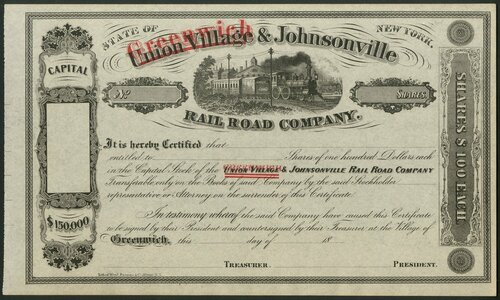 STATE OF NEW YORK.
Greenwich
Union Village & Johnsonville
RAIL ROAD COMPANY.
CAPITAL
$150,000
No
SHARES.
SHARES $100 EACH
It is hereby Certified that
entitled to Shares of one hundred Dollars each
in the Capital Stock of the UNION VILLAGE & JOHNSONVILLE RAIL ROAD COMPANY
GREENWICH
Transferable only on the Books of said Company by the said Stockholder
representative or Attorney on the surrender of this Certificate.
In testimony whereof the said Company have caused this Certificate
to be signed by their President and countersigned by their Treasurer at the Village of
Greenwich, this day of 18
TREASURER. PRESIDENT.